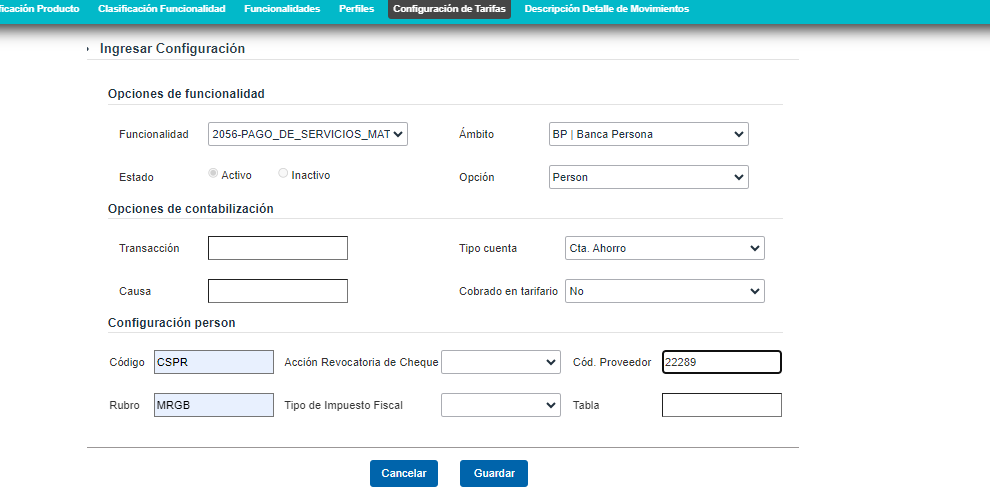 ficación Producto Clasificación Funcionalidad Funcionalidades Perfiles Configuración de Tarifas Descripción Detalle de Movimientos
Ingresar Configuración
Opciones de funcionalidad
Funcionalidad 2056-PAGO_DE_SERVICIOS_MAT Ámbito BP | Banca Persona
Estado Activo Inactivo Opción Person
Opciones de contabilización
Transacción Tipo cuenta Cta. Ahorro
Causa Cobrado en tarifario No
Configuración person
Código CSPR Acción Revocatoria de Cheque Cód. Proveedor 22289
Rubro MRGB Tipo de Impuesto Fiscal Tabla
Cancelar Guardar